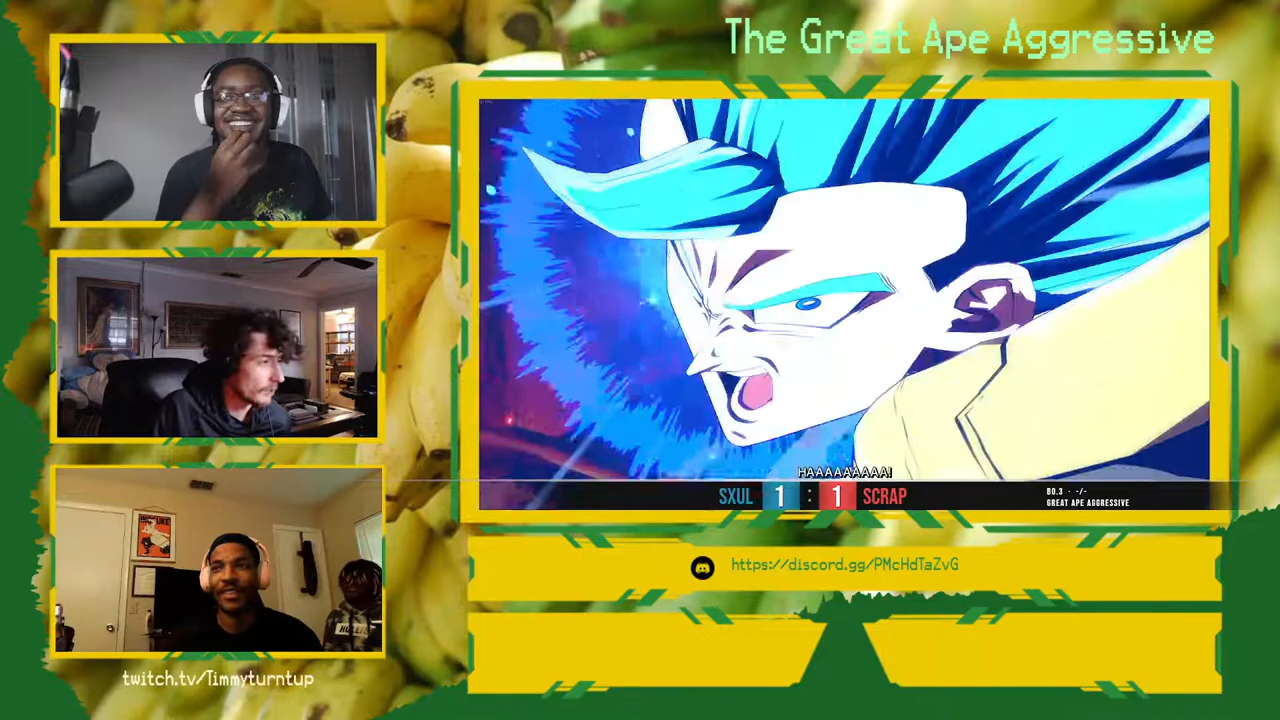 The Great Ape Aggressive
HAAAAAAAAA!
SXUL 1 : 1 SCRAP
BO.3 - -/-
GREAT APE AGGRESSIVE
https://discord.gg/PMcHdTaZvG
twitch.tv/Timmyturntup